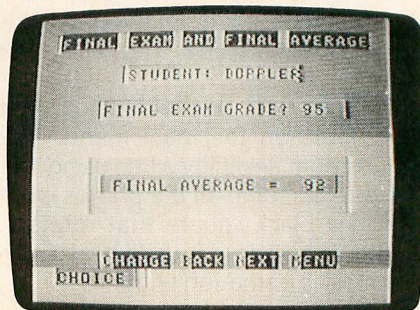 FINAL EXAM AND FINAL AVERAGE
STUDENT: DOPPLER
FINAL EXAM GRADE? 95
FINAL AVERAGE = 92
CHANGE BACK NEXT MENU
CHOICE